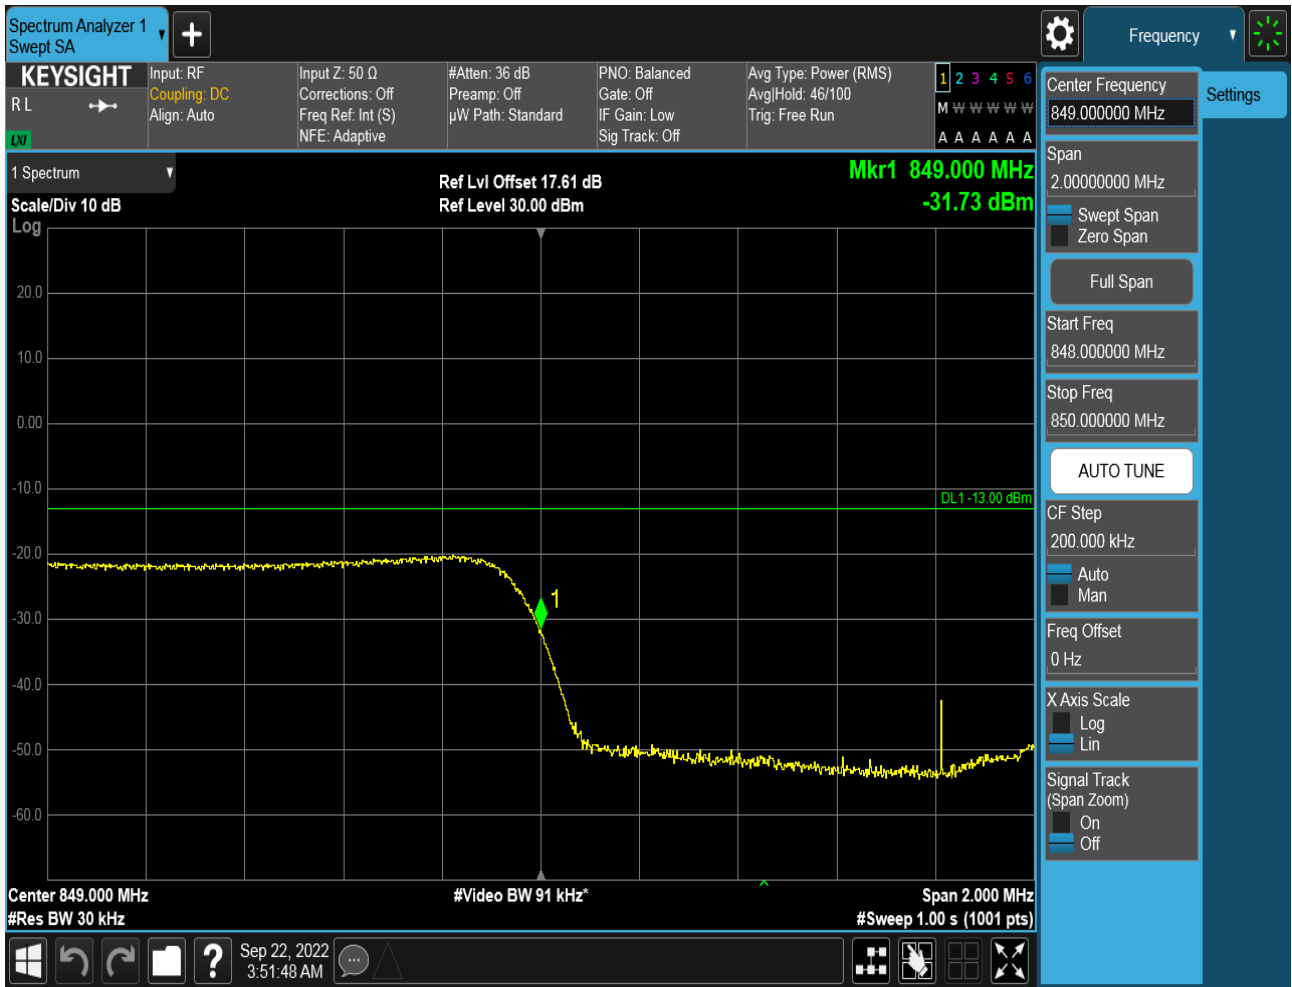 Spectrum Analyzer 1
Swept SA
Frequency
KEYSIGHT
R L
LXI
Input: RF
Coupling: DC
Align: Auto
Input Z: 50 Ω
Corrections: Off
Freq Ref: Int (S)
NFE: Adaptive
#Atten: 36 dB
Preamp: Off
µW Path: Standard
PNO: Balanced
Gate: Off
IF Gain: Low
Sig Track: Off
Avg Type: Power (RMS)
Avg|Hold: 46/100
Trig: Free Run
1 2 3 4 5 6
M W W W W W
A A A A A A
1 Spectrum
Scale/Div 10 dB
Log
Ref Lvl Offset 17.61 dB
Ref Level 30.00 dBm
Mkr1 849.000 MHz
-31.73 dBm
20.0
10.0
0.00
-10.0
-20.0
-30.0
-40.0
-50.0
-60.0
DL1 -13.00 dBm
1
Center 849.000 MHz
#Res BW 30 kHz
#Video BW 91 kHz*
Span 2.000 MHz
#Sweep 1.00 s (1001 pts)
Sep 22, 2022
3:51:48 AM
Center Frequency
849.000000 MHz
Settings
Span
2.00000000 MHz
Swept Span
Zero Span
Full Span
Start Freq
848.000000 MHz
Stop Freq
850.000000 MHz
AUTO TUNE
CF Step
200.000 kHz
Auto
Man
Freq Offset
0 Hz
X Axis Scale
Log
Lin
Signal Track
(Span Zoom)
On
Off